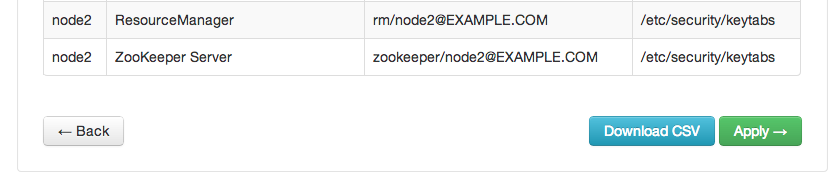 node2 ResourceManager rm/node2@EXAMPLE.COM /etc/security/keytabs
node2 ZooKeeper Server zookeeper/node2@EXAMPLE.COM /etc/security/keytabs
← Back Download CSV Apply →